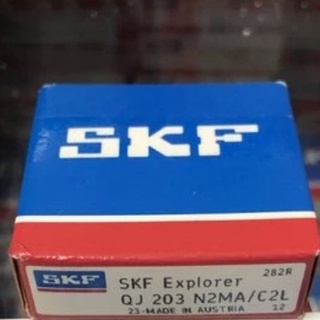 SKF
SKF
SKF Explorer
282R
QJ 203 N2MA/C2L
23-MADE IN AUSTRIA 12